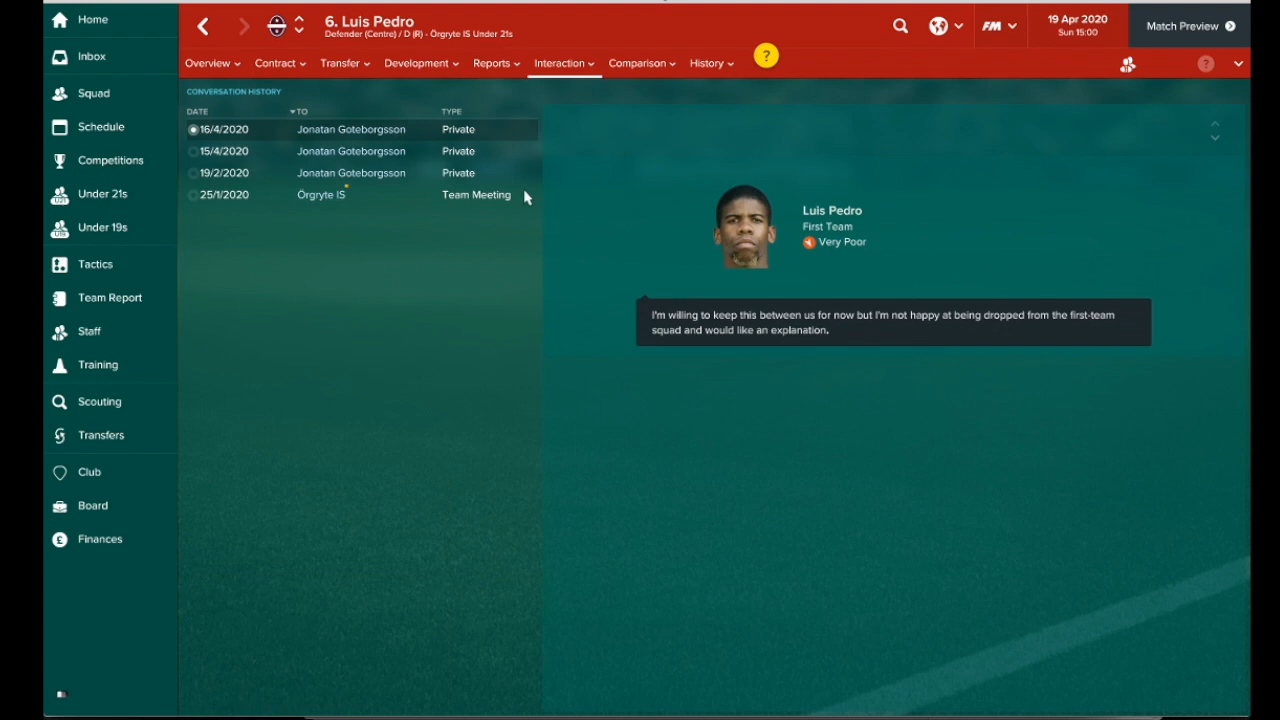 Home
Inbox
Squad
Schedule
Competitions
Under 21s
Under 19s
Tactics
Team Report
Staff
Training
Scouting
Transfers
Club
Board
Finances
6. Luis Pedro
Defender (Centre) / D (R) - Örgryte IS Under 21s
FM
19 Apr 2020
Sun 15:00
Match Preview
Overview Contract Transfer Development Reports Interaction Comparison History ? ?
CONVERSATION HISTORY
DATE TO TYPE
16/4/2020 Jonatan Goteborgsson Private
15/4/2020 Jonatan Goteborgsson Private
19/2/2020 Jonatan Goteborgsson Private
25/1/2020 Örgryte IS Team Meeting
Luis Pedro
First Team
Very Poor
I'm willing to keep this between us for now but I'm not happy at being dropped from the first-team
squad and would like an explanation.